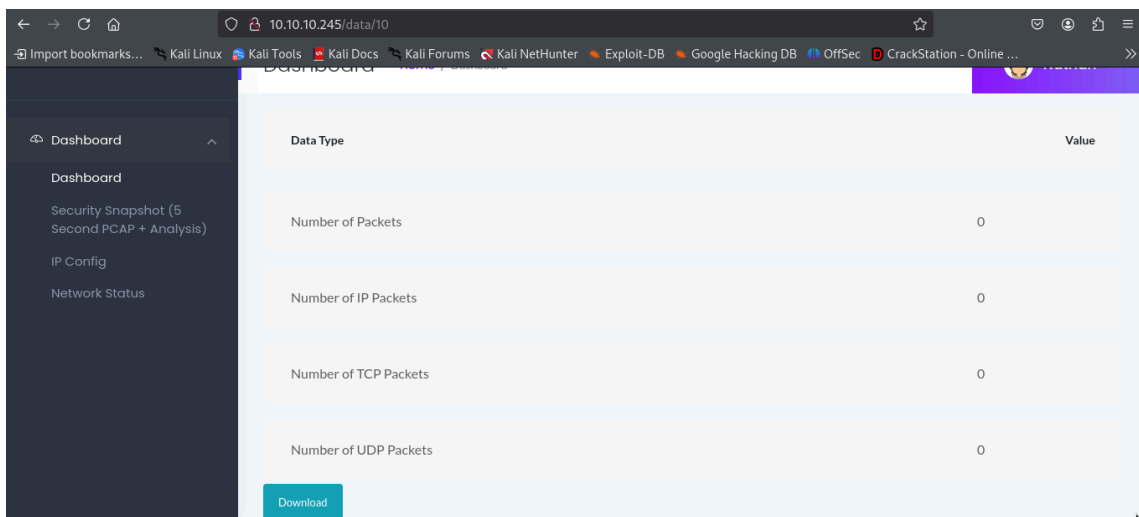 10.10.10.245/data/10
Import bookmarks... Kali Linux Kali Tools Kali Docs Kali Forums Kali NetHunter Exploit-DB Google Hacking DB OffSec CrackStation - Online ...
Dashboard Home / Dashboard Nathan
Dashboard
Dashboard
Security Snapshot (5
Second PCAP + Analysis)
IP Config
Network Status
Data Type Value
Number of Packets 0
Number of IP Packets 0
Number of TCP Packets 0
Number of UDP Packets 0
Download